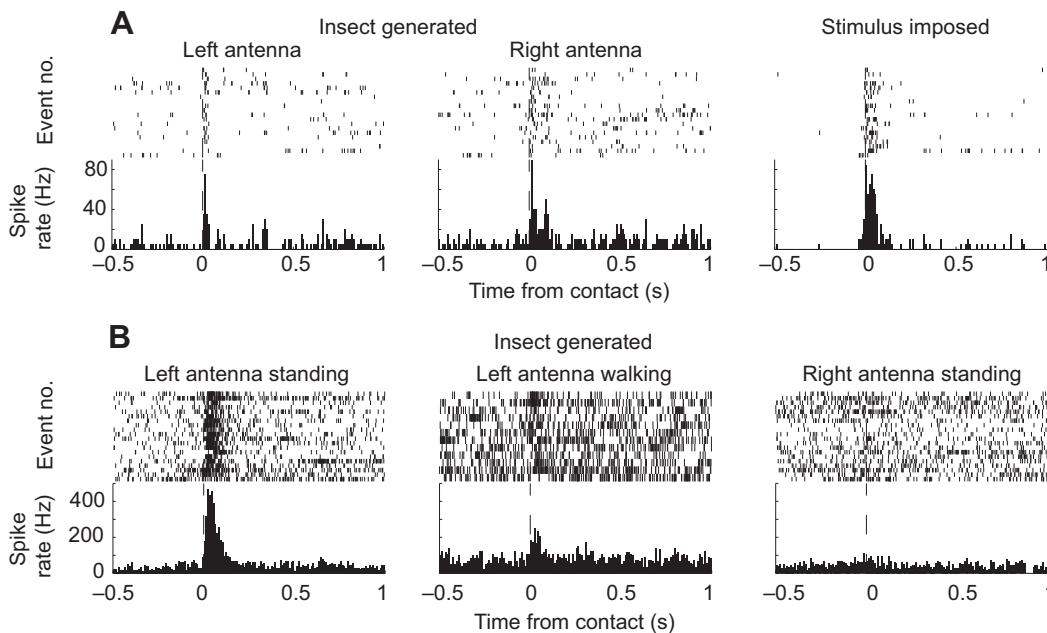 A
Insect generated
Stimulus imposed
Left antenna
Right antenna
Event no.
Spike
rate (Hz)
80
40
0
–0.5 0 0.5 1
–0.5 0 0.5 1
–0.5 0 0.5 1
Time from contact (s)
B
Insect generated
Left antenna standing
Left antenna walking
Right antenna standing
Event no.
Spike
rate (Hz)
400
200
0
–0.5 0 0.5 1
–0.5 0 0.5 1
–0.5 0 0.5 1
Time from contact (s)